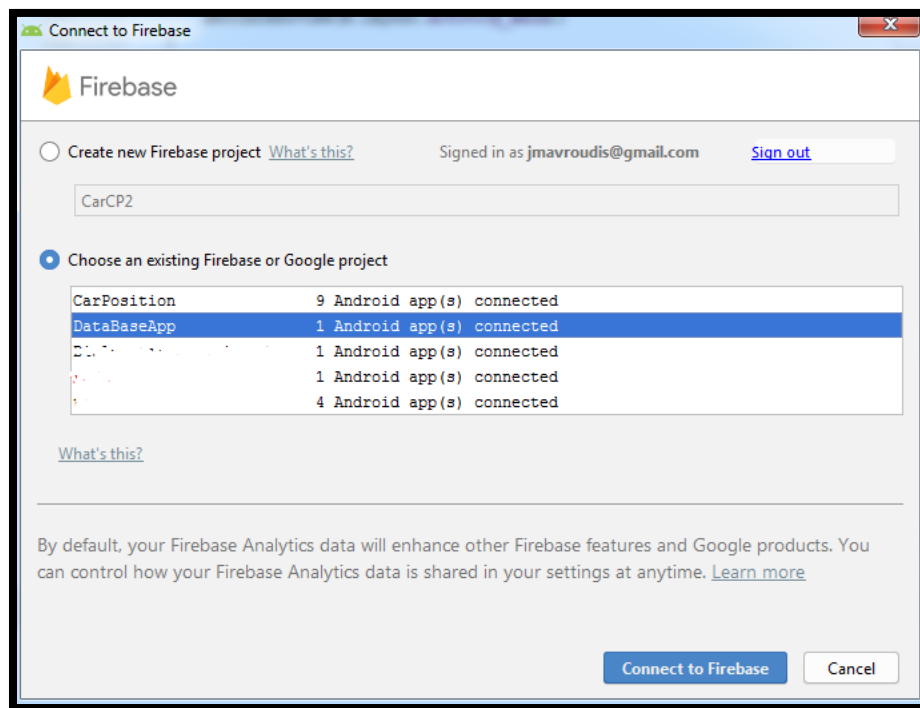 Connect to Firebase
X
Firebase
Create new Firebase project What's this? Signed in as jmavroudis@gmail.com Sign out
CarCP2
Choose an existing Firebase or Google project
CarPosition 9 Android app(s) connected
DataBaseApp 1 Android app(s) connected
1 Android app(s) connected
1 Android app(s) connected
4 Android app(s) connected
What's this?
By default, your Firebase Analytics data will enhance other Firebase features and Google products. You
can control how your Firebase Analytics data is shared in your settings at anytime. Learn more
Connect to Firebase Cancel